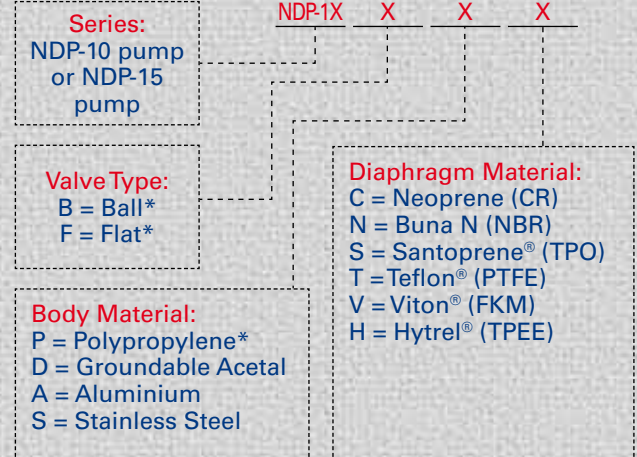 NDP-1X X X X
Series:
NDP-10 pump
or NDP-15
pump
Valve Type:
B = Ball*
F = Flat*
Body Material:
P = Polypropylene*
D = Groundable Acetal
A = Aluminium
S = Stainless Steel
Diaphragm Material:
C = Neoprene (CR)
N = Buna N (NBR)
S = Santoprene® (TPO)
T = Teflon® (PTFE)
V = Viton® (FKM)
H = Hytrel® (TPEE)